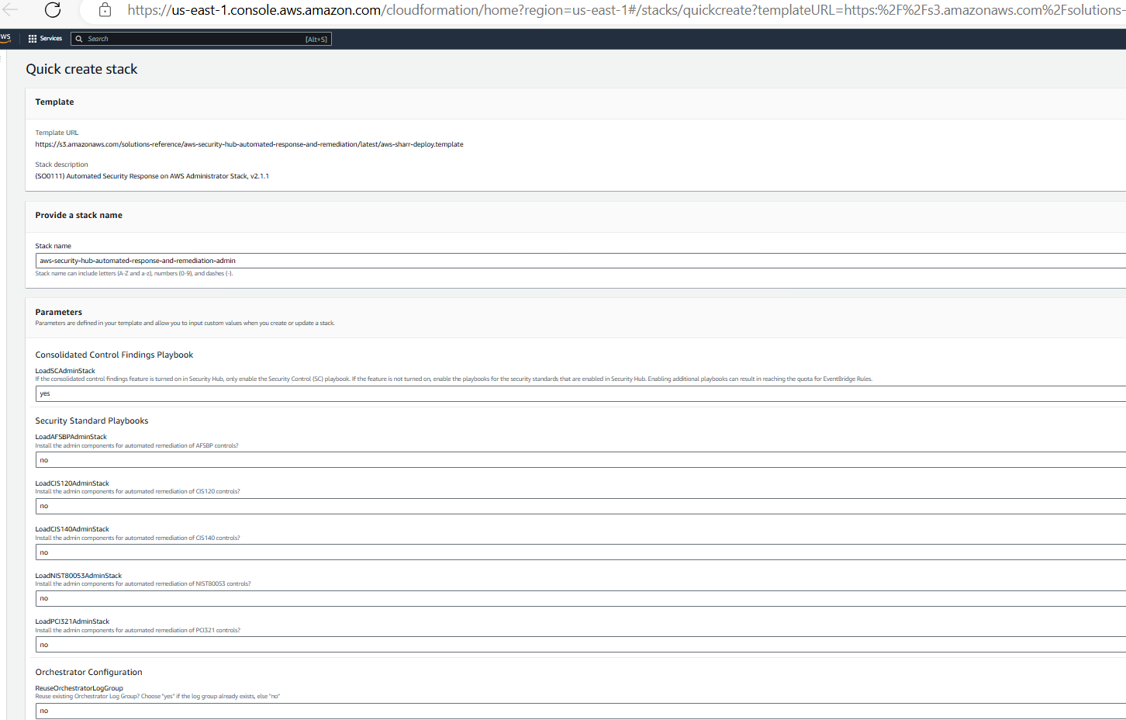 https://us-east-1.console.aws.amazon.com/cloudformation/home?region=us-east-1#/stacks/quickcreate?templateURL=https:%2F%2Fs3.amazonaws.com%2Fsolutions-
Services
Search
[Alt+S]
Quick create stack
Template
Template URL
https://s3.amazonaws.com/solutions-reference/aws-security-hub-automated-response-and-remediation/latest/aws-sharr-deploy.template
Stack description
(SO0111) Automated Security Response on AWS Administrator Stack, v2.1.1
Provide a stack name
Stack name
aws-security-hub-automated-response-and-remediation-admin
Stack name can include letters (A-Z and a-z), numbers (0-9), and dashes (-).
Parameters
Parameters are defined in your template and allow you to input custom values when you create or update a stack.
Consolidated Control Findings Playbook
LoadSCAdminStack
If the consolidated control findings feature is turned on in Security Hub, only enable the Security Control (SC) playbook. If the feature is not turned on, enable the playbooks for the security standards that are enabled in Security Hub. Enabling additional playbooks can result in reaching the quota for EventBridge Rules.
yes
Security Standard Playbooks
LoadAFSBPAdminStack
Install the admin components for automated remediation of AFSBP controls?
no
LoadCIS120AdminStack
Install the admin components for automated remediation of CIS120 controls?
no
LoadCIS140AdminStack
Install the admin components for automated remediation of CIS140 controls?
no
LoadNIST80053AdminStack
Install the admin components for automated remediation of NIST80053 controls?
no
LoadPCI321AdminStack
Install the admin components for automated remediation of PCI321 controls?
no
Orchestrator Configuration
ReuseOrchestratorLogGroup
Reuse existing Orchestrator Log Group? Choose "yes" if the log group already exists, else "no"
no